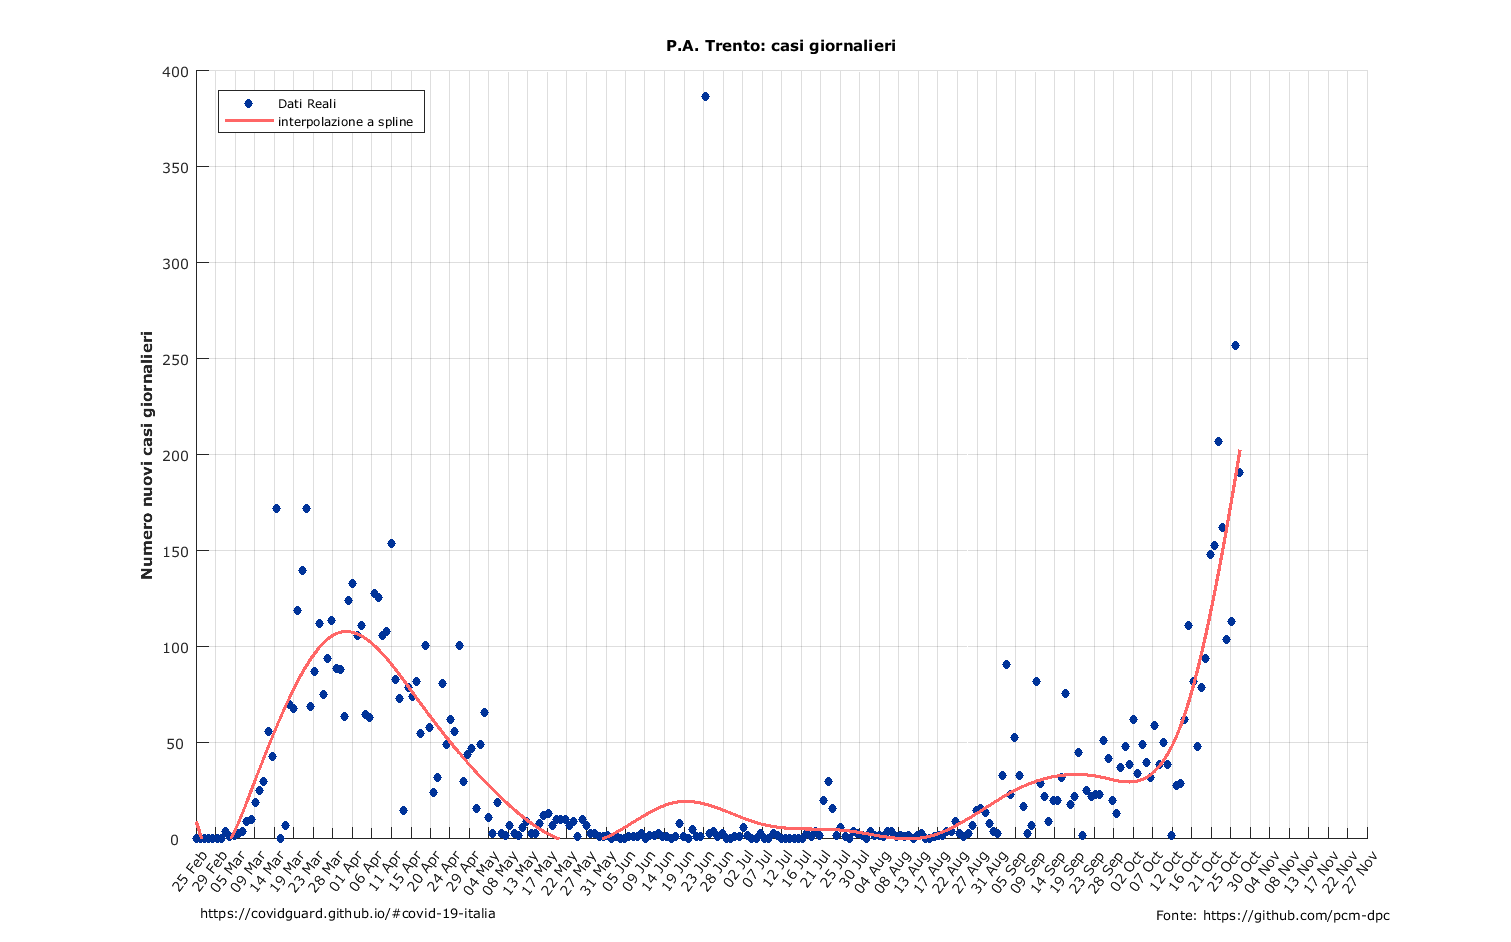 P.A. Trento: casi giornalieri
Numero nuovi casi giornalieri
400
350
300
250
200
150
100
50
0
Dati Reali
interpolazione a spline
25 Feb
29 Feb
05 Mar
09 Mar
14 Mar
19 Mar
23 Mar
28 Mar
01 Apr
06 Apr
11 Apr
15 Apr
20 Apr
24 Apr
29 Apr
04 May
08 May
13 May
17 May
22 May
27 May
31 May
05 Jun
09 Jun
14 Jun
19 Jun
23 Jun
28 Jun
02 Jul
07 Jul
12 Jul
16 Jul
21 Jul
25 Jul
30 Jul
04 Aug
08 Aug
13 Aug
17 Aug
22 Aug
27 Aug
31 Aug
05 Sep
09 Sep
14 Sep
19 Sep
23 Sep
28 Sep
02 Oct
07 Oct
12 Oct
16 Oct
21 Oct
25 Oct
30 Oct
04 Nov
08 Nov
13 Nov
17 Nov
22 Nov
27 Nov
https://covidguard.github.io/#covid-19-italia
Fonte: https://github.com/pcm-dpc